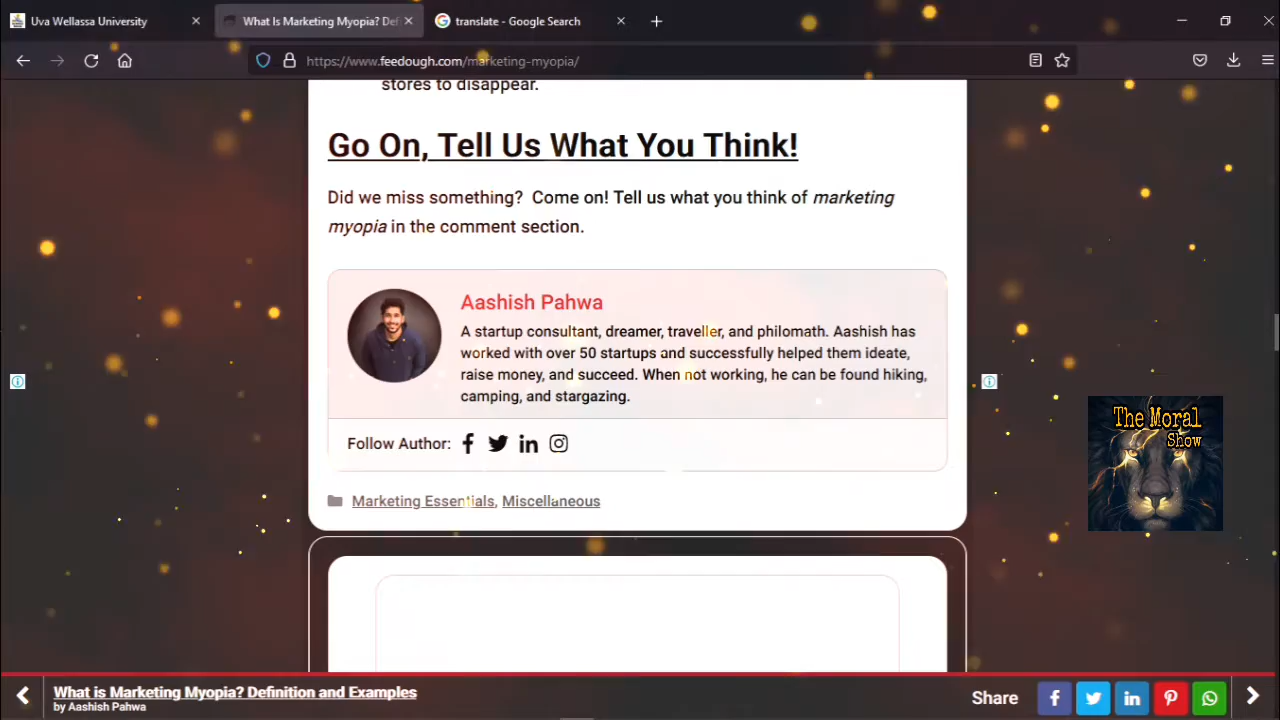 Uva Wellassa University
What Is Marketing Myopia? Def
translate - Google Search
https://www.feedough.com/marketing-myopia/
stores to disappear.
Go On, Tell Us What You Think!
Did we miss something? Come on! Tell us what you think of marketing
myopia in the comment section.
Aashish Pahwa
A startup consultant, dreamer, traveller, and philomath. Aashish has
worked with over 50 startups and successfully helped them ideate,
raise money, and succeed. When not working, he can be found hiking,
camping, and stargazing.
Follow Author:
The Moral
Show
Marketing Essentials, Miscellaneous
What is Marketing Myopia? Definition and Examples
by Aashish Pahwa
Share